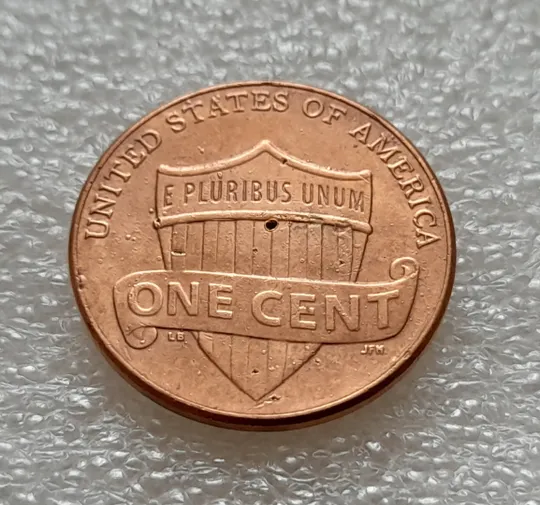 UNITED STATES OF AMERICA
E PLURIBUS UNUM
ONE CENT
LB
JFM